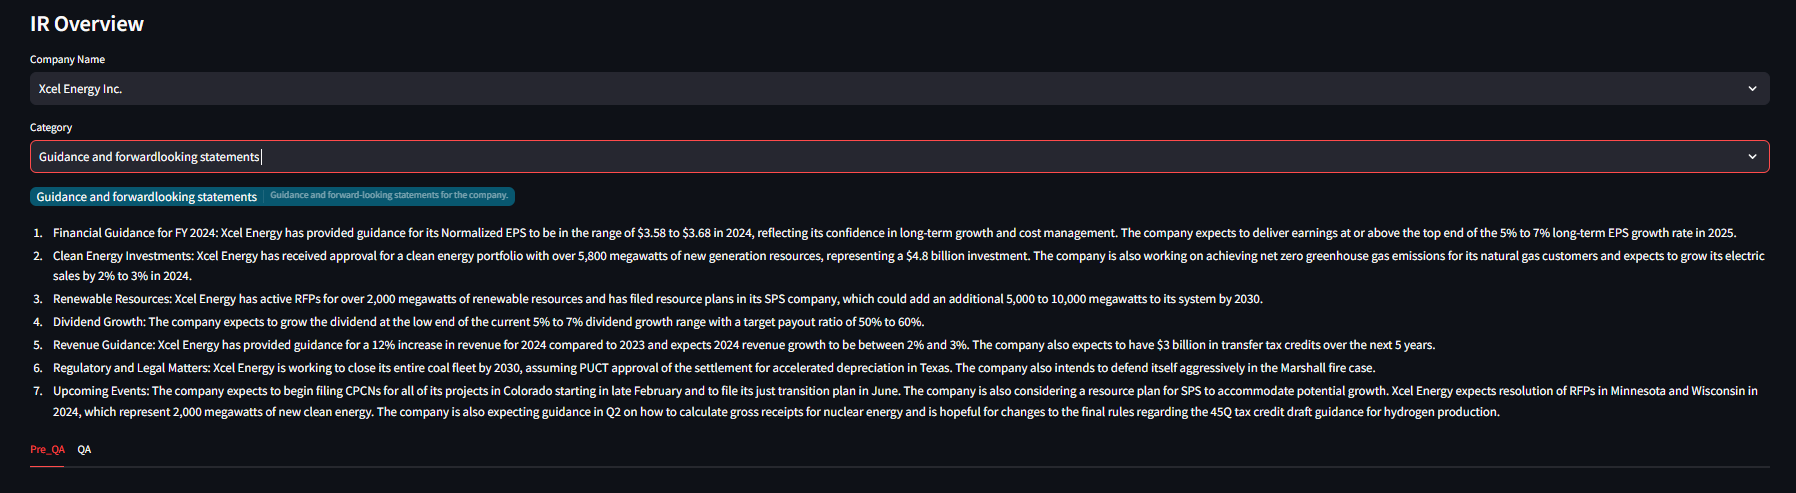 IR Overview
Company Name
Xcel Energy Inc.
Category
Guidance and forwardlooking statements
Guidance and forwardlooking statements Guidance and forward-looking statements for the company.
1. Financial Guidance for FY 2024: Xcel Energy has provided guidance for its Normalized EPS to be in the range of $3.58 to $3.68 in 2024, reflecting its confidence in long-term growth and cost management. The company expects to deliver earnings at or above the top end of the 5% to 7% long-term EPS growth rate in 2025.
2. Clean Energy Investments: Xcel Energy has received approval for a clean energy portfolio with over 5,800 megawatts of new generation resources, representing a $4.8 billion investment. The company is also working on achieving net zero greenhouse gas emissions for its natural gas customers and expects to grow its electric
sales by 2% to 3% in 2024.
3. Renewable Resources: Xcel Energy has active RFPs for over 2,000 megawatts of renewable resources and has filed resource plans in its SPS company, which could add an additional 5,000 to 10,000 megawatts to its system by 2030.
4. Dividend Growth: The company expects to grow the dividend at the low end of the current 5% to 7% dividend growth range with a target payout ratio of 50% to 60%.
5. Revenue Guidance: Xcel Energy has provided guidance for a 12% increase in revenue for 2024 compared to 2023 and expects 2024 revenue growth to be between 2% and 3%. The company also expects to have $3 billion in transfer tax credits over the next 5 years.
6. Regulatory and Legal Matters: Xcel Energy is working to close its entire coal fleet by 2030, assuming PUCT approval of the settlement for accelerated depreciation in Texas. The company also intends to defend itself aggressively in the Marshall fire case.
7. Upcoming Events: The company expects to begin filing CPCNs for all of its projects in Colorado starting in late February and to file its just transition plan in June. The company is also considering a resource plan for SPS to accommodate potential growth. Xcel Energy expects resolution of RFPs in Minnesota and Wisconsin in
2024, which represent 2,000 megawatts of new clean energy. The company is also expecting guidance in Q2 on how to calculate gross receipts for nuclear energy and is hopeful for changes to the final rules regarding the 45Q tax credit draft guidance for hydrogen production.
Pre_QA QA